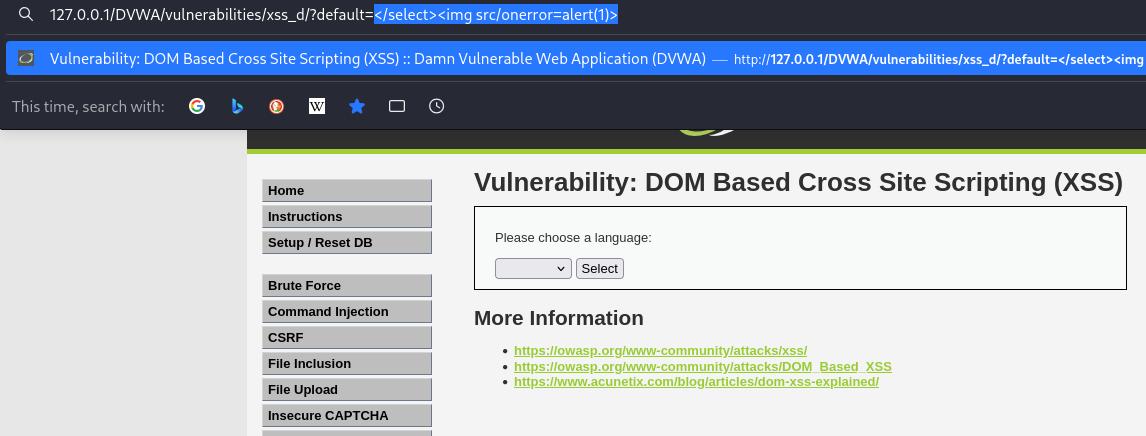 127.0.0.1/DVWA/vulnerabilities/xss_d/?default=</select><img src/onerror=alert(1)>
Vulnerability: DOM Based Cross Site Scripting (XSS) :: Damn Vulnerable Web Application (DVWA) — http://127.0.0.1/DVWA/vulnerabilities/xss_d/?default=</select><img
This time, search with:
W
Vulnerability: DOM Based Cross Site Scripting (XSS)
Home
Instructions
Setup / Reset DB
Brute Force
Command Injection
CSRF
File Inclusion
File Upload
Insecure CAPTCHA
Please choose a language:
Select
More Information
• https://owasp.org/www-community/attacks/xss/
• https://owasp.org/www-community/attacks/DOM_Based_XSS
• https://www.acunetix.com/blog/articles/dom-xss-explained/